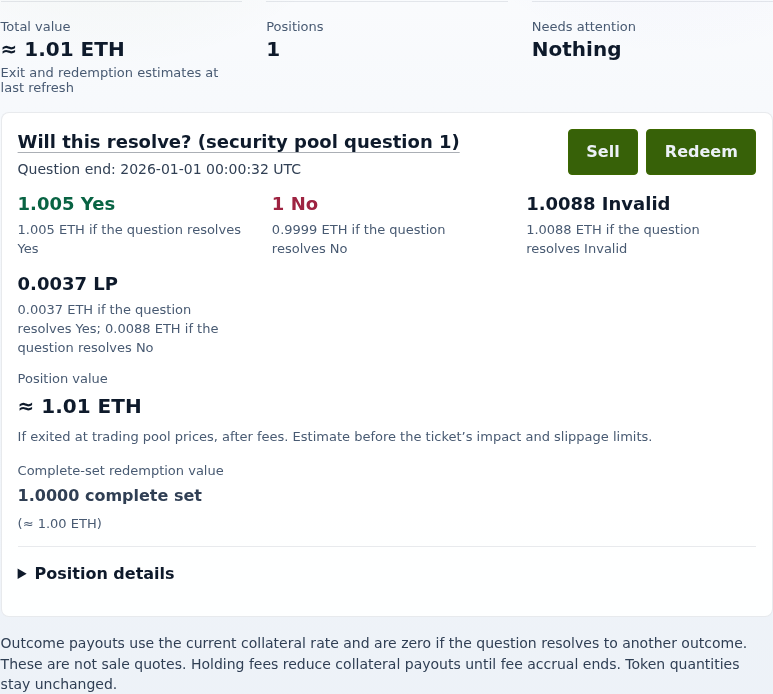 Total value
≈ 1.01 ETH
Exit and redemption estimates at
last refresh
Positions
1
Needs attention
Nothing
Will this resolve? (security pool question 1)
Question end: 2026-01-01 00:00:32 UTC
Sell
Redeem
1.005 Yes
1.005 ETH if the question resolves
Yes
1 No
0.9999 ETH if the question
resolves No
1.0088 Invalid
1.0088 ETH if the question
resolves Invalid
0.0037 LP
0.0037 ETH if the question
resolves Yes; 0.0088 ETH if the
question resolves No
Position value
≈ 1.01 ETH
If exited at trading pool prices, after fees. Estimate before the ticket’s impact and slippage limits.
Complete-set redemption value
1.0000 complete set
(≈ 1.00 ETH)
Position details
Outcome payouts use the current collateral rate and are zero if the question resolves to another outcome.
These are not sale quotes. Holding fees reduce collateral payouts until fee accrual ends. Token quantities
stay unchanged.